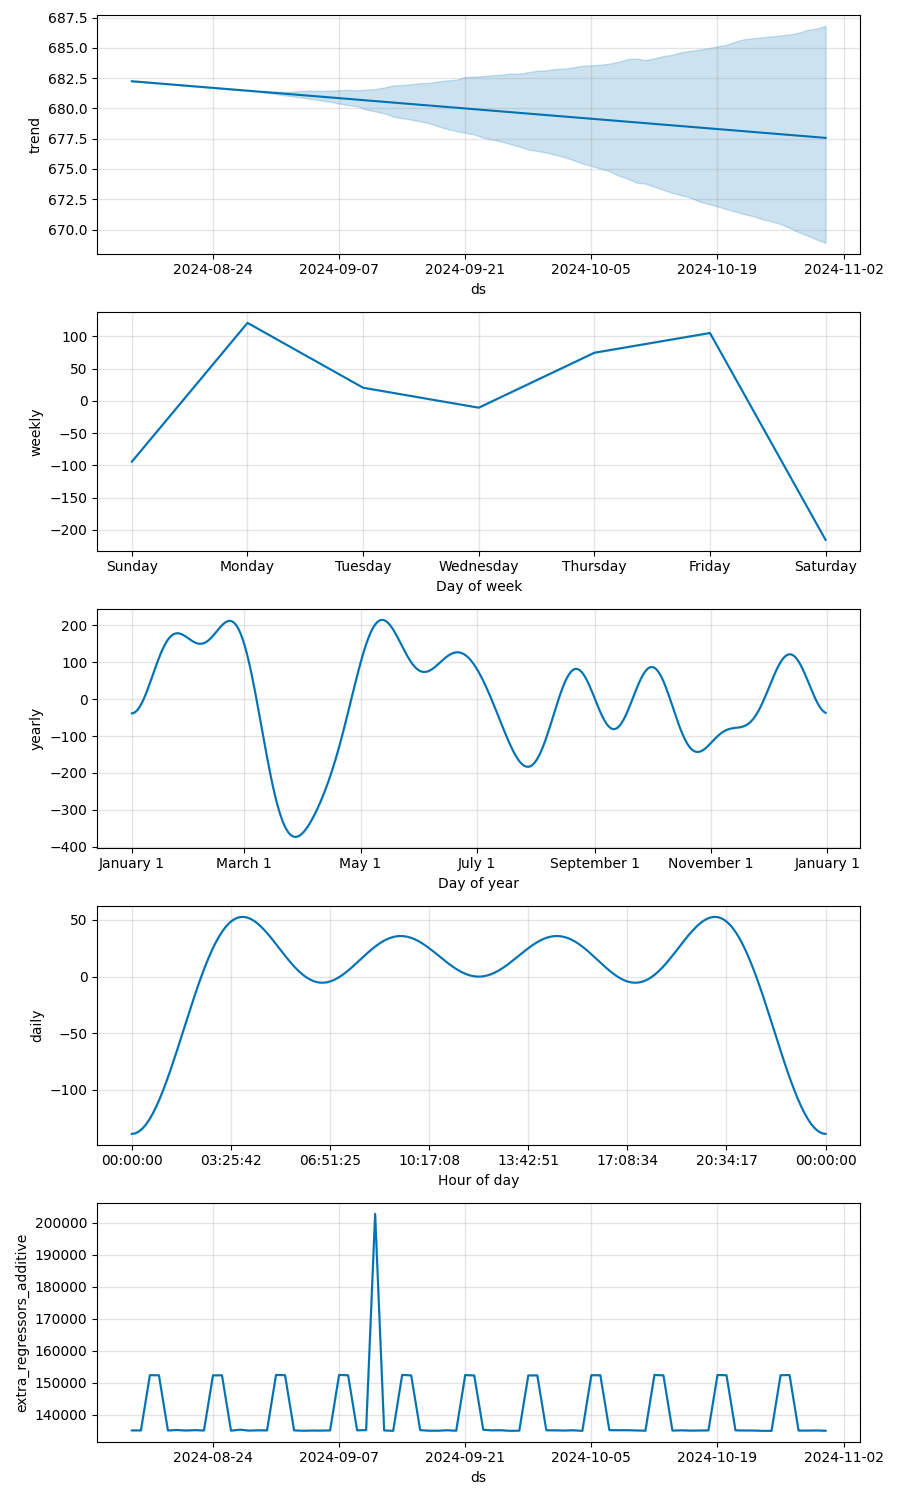 687.5
685.0
682.5
680.0
677.5
675.0
672.5
670.0
trend
2024-08-24 2024-09-07 2024-09-21 2024-10-05 2024-10-19 2024-11-02
ds
100
50
0
−50
−100
−150
−200
weekly
Sunday Monday Tuesday Wednesday Thursday Friday Saturday
Day of week
200
100
0
−100
−200
−300
−400
yearly
January 1 March 1 May 1 July 1 September 1 November 1 January 1
Day of year
50
0
−50
−100
daily
00:00:00 03:25:42 06:51:25 10:17:08 13:42:51 17:08:34 20:34:17 00:00:00
Hour of day
200000
190000
180000
170000
160000
150000
140000
extra_regressors_additive
2024-08-24 2024-09-07 2024-09-21 2024-10-05 2024-10-19 2024-11-02
ds